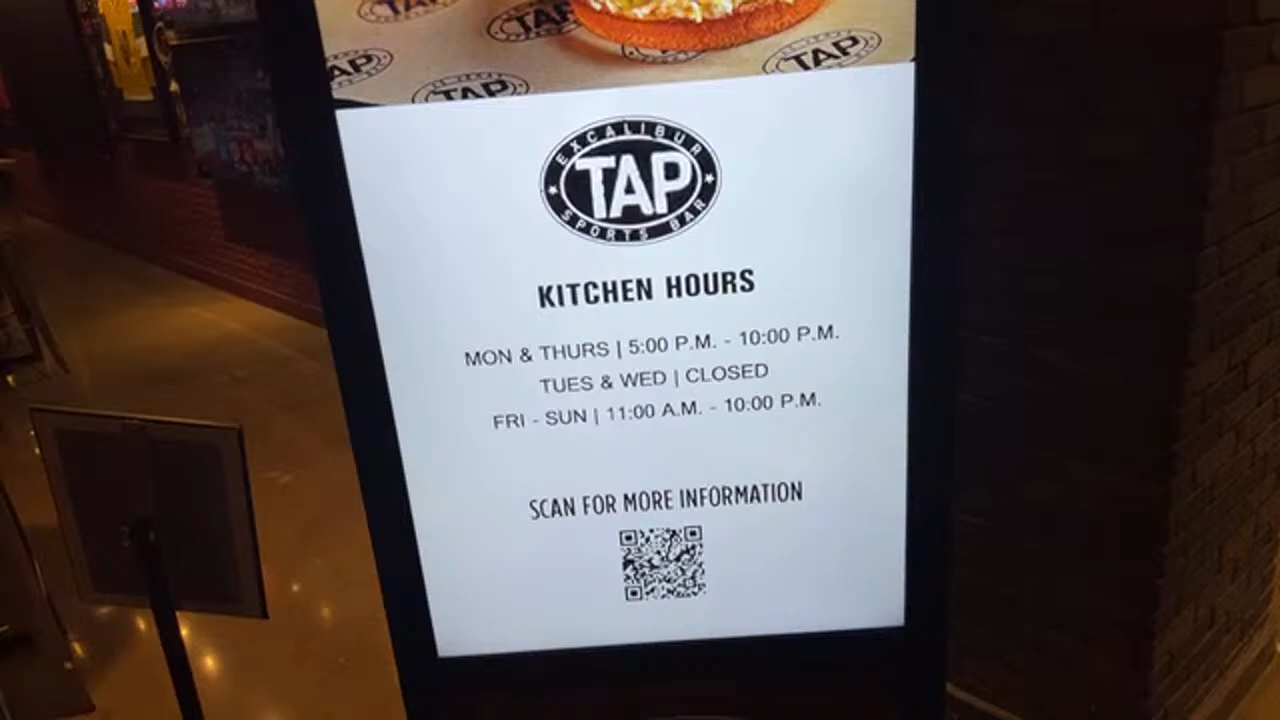 TAP
TAP
TAP
TAP
TAP
EXCALIBUR
TAP
SPORTS BAR
KITCHEN HOURS
MON & THURS | 5:00 P.M. - 10:00 P.M.
TUES & WED | CLOSED
FRI - SUN | 11:00 A.M. - 10:00 P.M.
SCAN FOR MORE INFORMATION